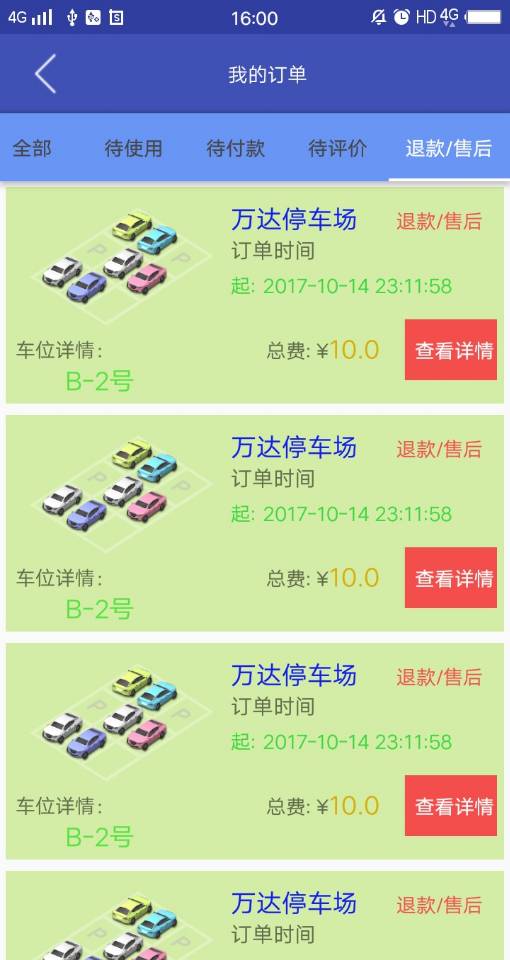 4G 16:00 HD 4G
我的订单
全部 待使用 待付款 待评价 退款/售后
万达停车场 退款/售后
订单时间
起: 2017-10-14 23:11:58
车位详情: 总费: ¥10.0 查看详情
B-2号
万达停车场 退款/售后
订单时间
起: 2017-10-14 23:11:58
车位详情: 总费: ¥10.0 查看详情
B-2号
万达停车场 退款/售后
订单时间
起: 2017-10-14 23:11:58
车位详情: 总费: ¥10.0 查看详情
B-2号
万达停车场 退款/售后
订单时间